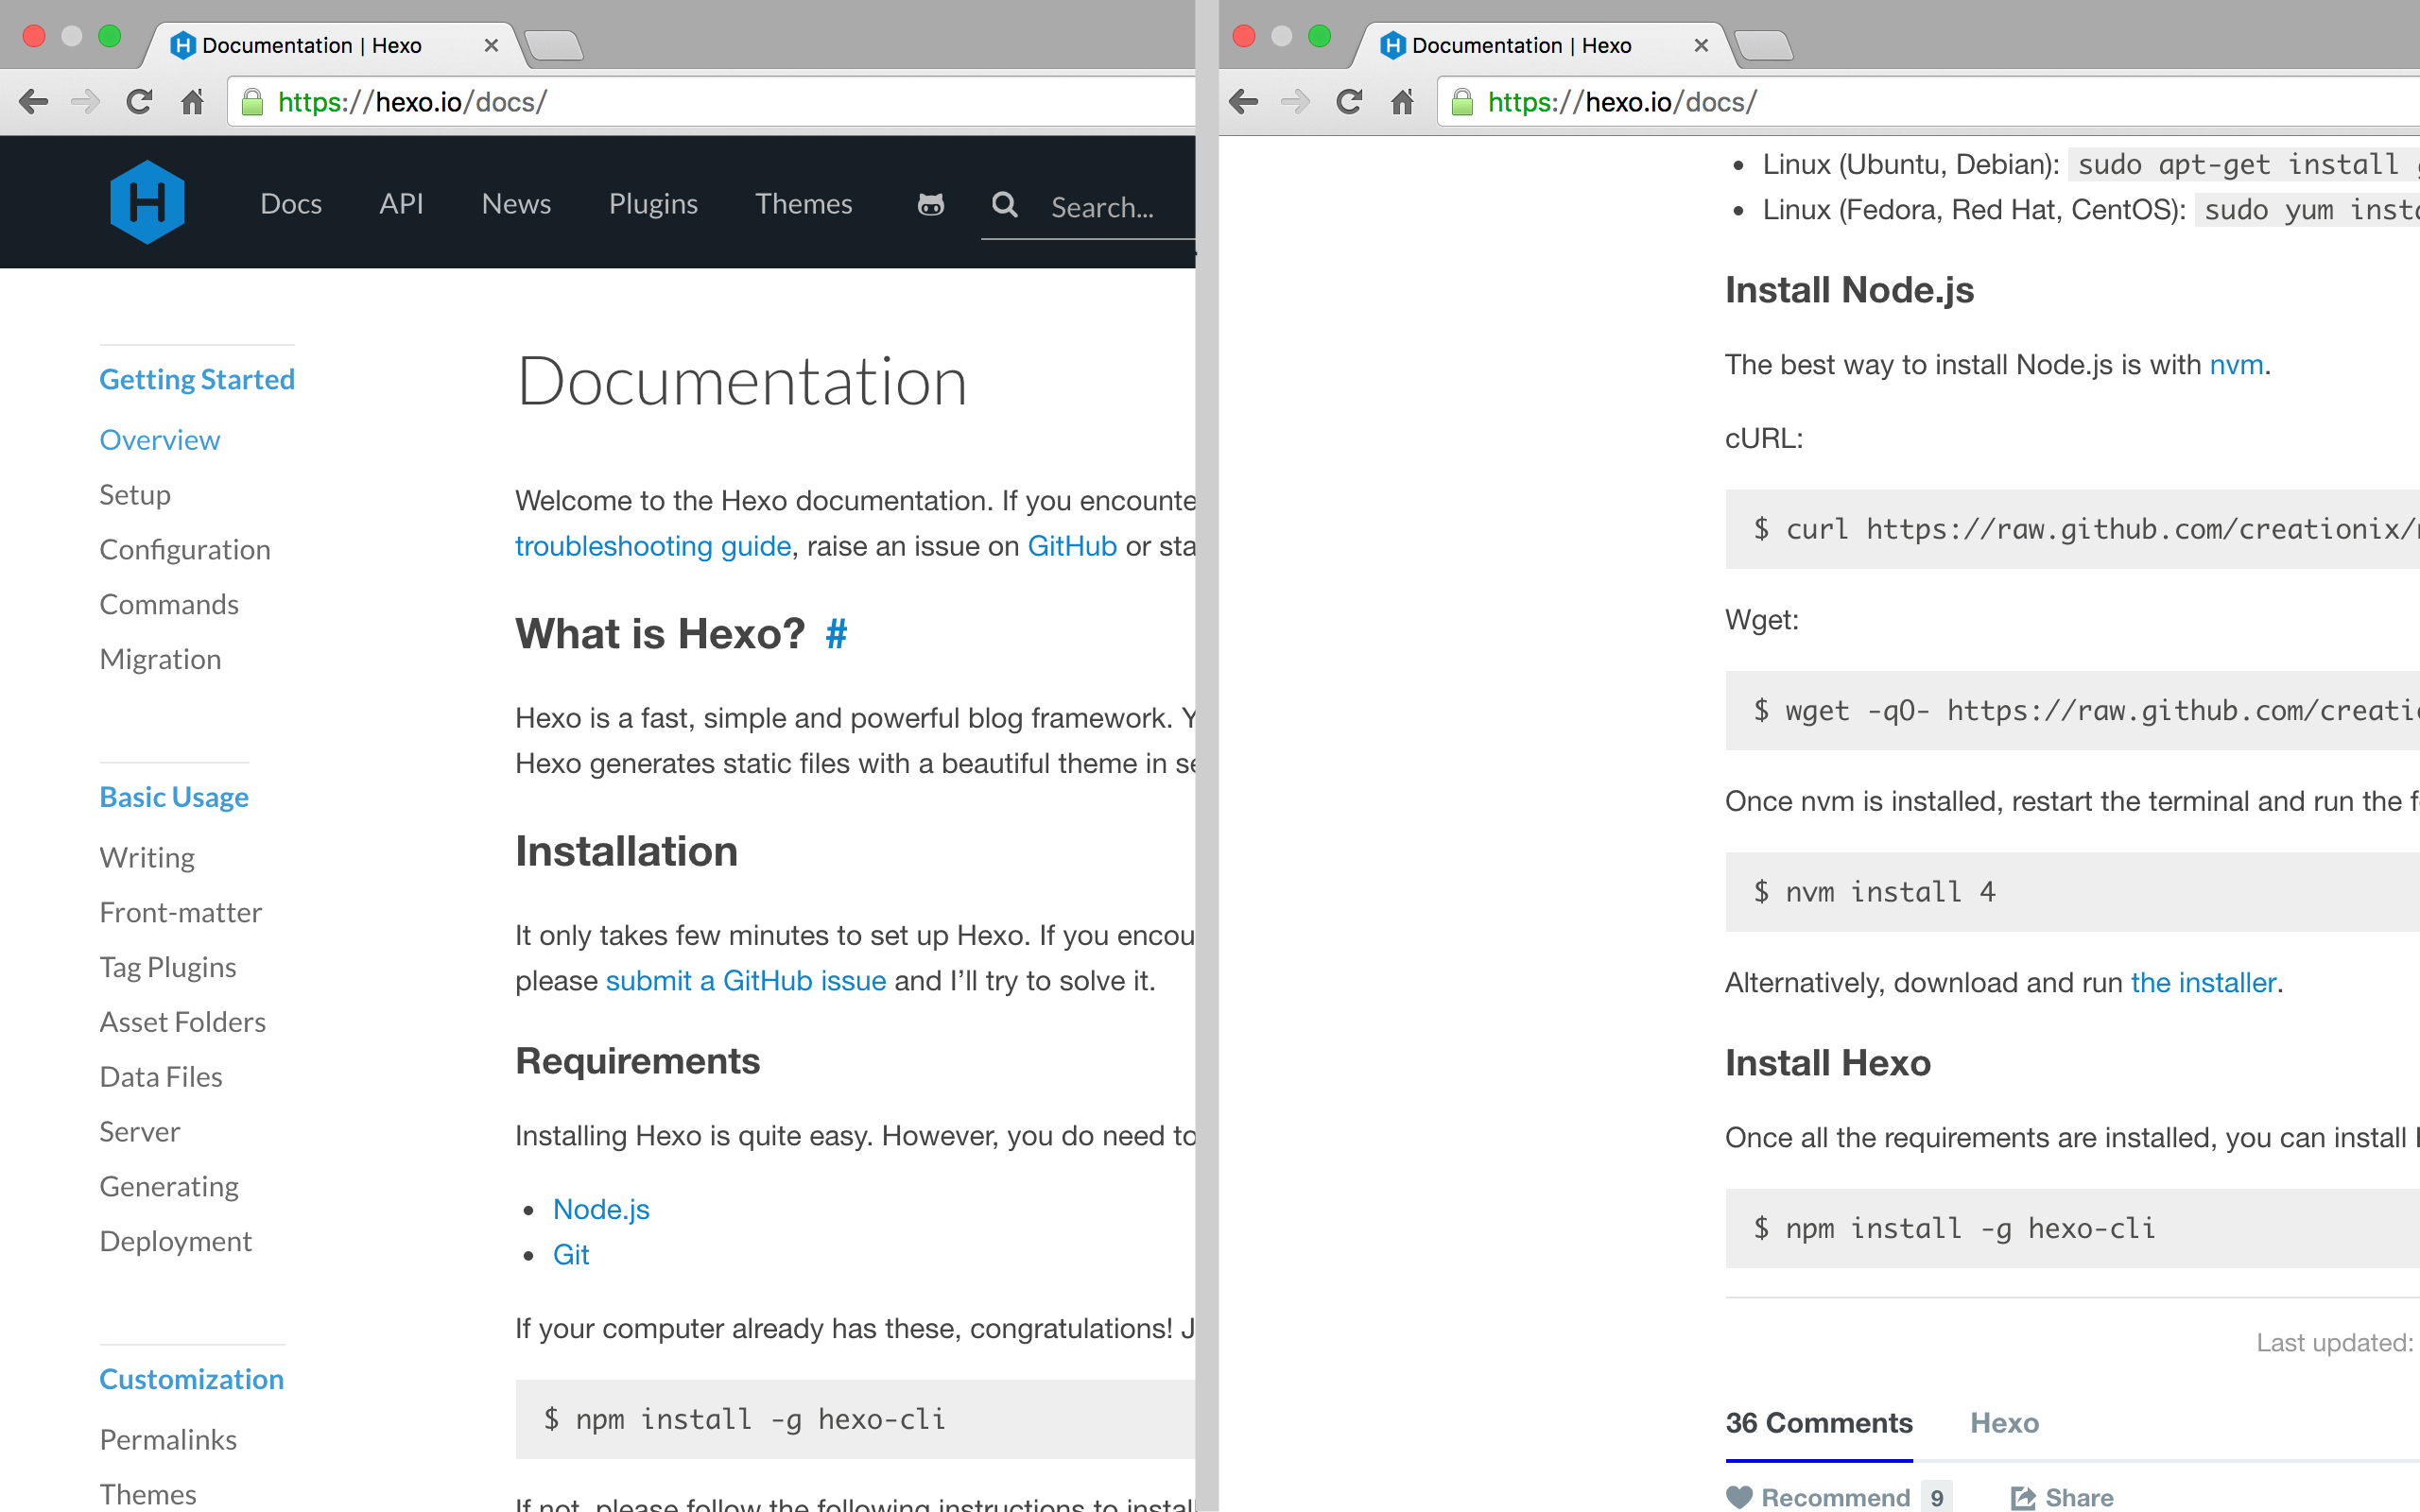 Documentation | Hexo
https://hexo.io/docs/
Docs API News Plugins Themes Search...
Getting Started
Overview
Setup
Configuration
Commands
Migration
Basic Usage
Writing
Front-matter
Tag Plugins
Asset Folders
Data Files
Server
Generating
Deployment
Customization
Permalinks
Themes
Documentation
Welcome to the Hexo documentation. If you
troubleshooting guide, raise an issue on GitHub or
What is Hexo? #
Hexo is a fast, simple and powerful blog framework.
Hexo generates static files with a beautiful theme in
Installation
It only takes few minutes to set up Hexo. If you
please submit a GitHub issue and I'll try to solve it.
Requirements
Installing Hexo is quite easy. However, you do need to
• Node.js
• Git
If your computer already has these, congratulations!
$ npm install -g hexo-cli
If not, please follow the following instructions to
Documentation | Hexo
https://hexo.io/docs/
• Linux (Ubuntu, Debian): sudo apt-get install
• Linux (Fedora, Red Hat, CentOS): sudo yum
Install Node.js
The best way to install Node.js is with nvm.
cURL:
$ curl https://raw.github.com/creationix/
Wget:
$ wget -qO- https://raw.github.com/
Once nvm is installed, restart the terminal and run the
$ nvm install 4
Alternatively, download and run the installer.
Install Hexo
Once all the requirements are installed, you can install
$ npm install -g hexo-cli
Last updated:
36 Comments Hexo
Recommend 9 Share